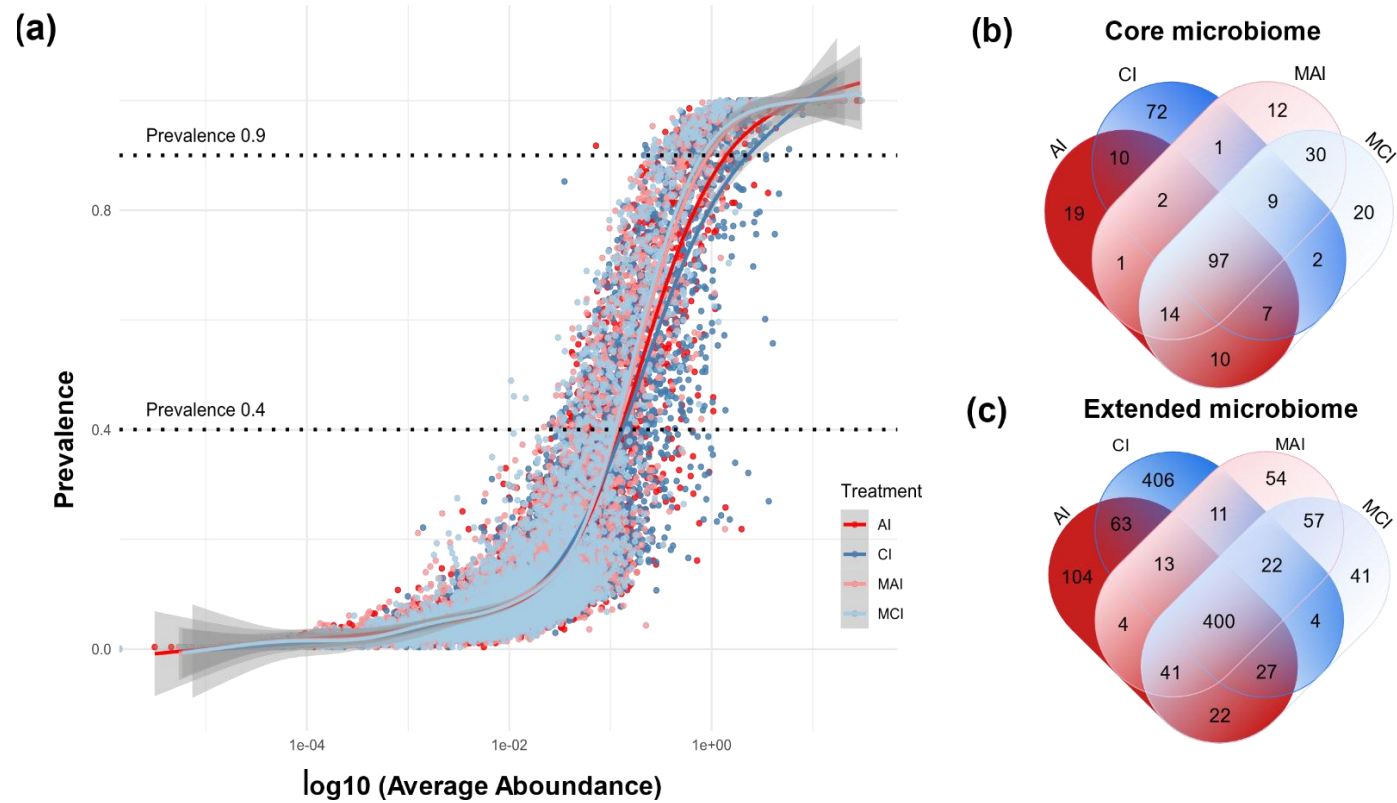 (a)
Prevalence 0.9
0.8
Prevalence 0.4
0.4
0.0
Prevalence
1e-04
1e-02
1e+00
log10 (Average Aboundance)
Treatment
AI
CI
MAI
MCI
(b)
Core microbiome
CI
MAI
AI
MCI
72
12
10
1
30
19
2
9
20
1
97
2
14
7
10
(c)
Extended microbiome
CI
MAI
AI
MCI
406
54
63
11
57
104
13
22
41
4
400
4
41
27
22